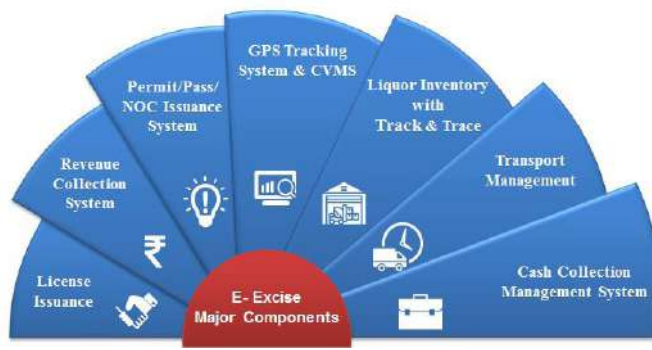 License
Issuance
Revenue
Collection
System
Permit/Pass/
NOC Issuance
System
GPS Tracking
System & CVMS
Liquor Inventory
with
Track & Trace
Transport
Management
Cash Collection
Management System
E- Excise
Major Components